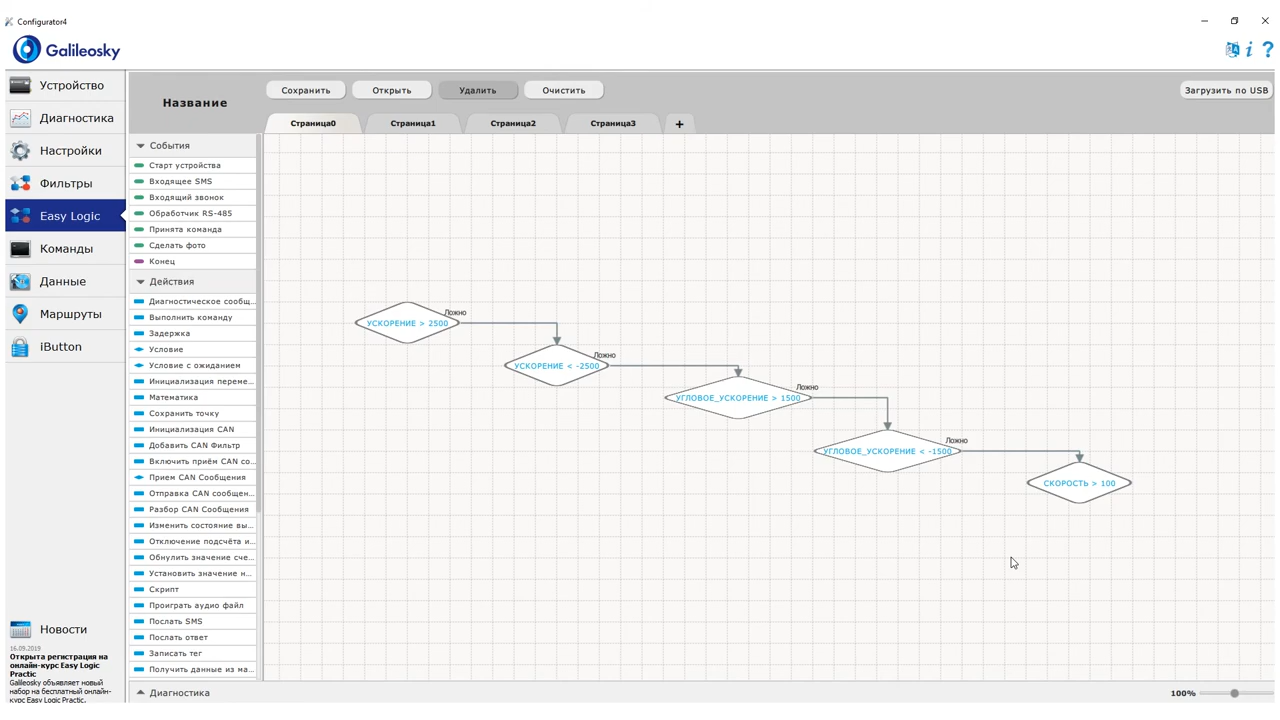 Configurator4
Galileosky
Устройство
Диагностика
Настройки
Фильтры
Easy Logic
Команды
Данные
Маршруты
iButton
Новости
16.09.2019
Открыта регистрация на
онлайн-курс Easy Logic
Practic
Galileosky объявляет новый
набор на бесплатный онлайн-
курс Easy Logic Practic.
Название
Сохранить
Открыть
Удалить
Очистить
Загрузить по USB
Страница0
Страница1
Страница2
Страница3
+
События
Старт устройства
Входящее SMS
Входящий звонок
Обработчик RS-485
Принята команда
Сделать фото
Конец
Действия
Диагностическое сообщ...
Выполнить команду
Задержка
Условие
Условие с ожиданием
Инициализация переме...
Математика
Сохранить точку
Инициализация CAN
Добавить CAN Фильтр
Включить приём CAN со...
Прием CAN Сообщения
Отправка CAN сообщен...
Разбор CAN Сообщения
Изменить состояние вы...
Отключение подсчёта и...
Обнулить значение сче...
Установить значение н...
Скрипт
Проиграть аудио файл
Послать SMS
Послать ответ
Записать тег
Получить данные из ма...
УСКОРЕНИЕ > 2500
Ложно
УСКОРЕНИЕ < -2500
Ложно
УГЛОВОЕ_УСКОРЕНИЕ > 1500
Ложно
УГЛОВОЕ_УСКОРЕНИЕ < -1500
Ложно
СКОРОСТЬ > 100
Диагностика
100%